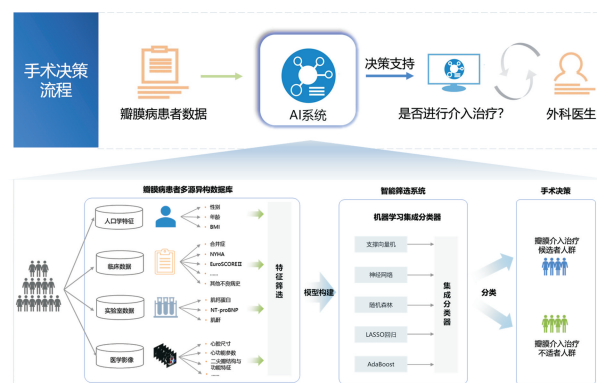 手术决策
流程
瓣膜病患者数据
AI系统
决策支持
是否进行介入治疗?
外科医生
瓣膜病患者多源异构数据库
智能筛选系统
手术决策
人口学特征
性别
年龄
BMI
临床数据
合并症
NYHA
EuroSCOREⅡ
......
其他不良病史
实验室数据
肌钙蛋白
NT-proBNP
肌酐
医学影像
心脏尺寸
心功能参数
二尖瓣结构与
功能特征
......
特征筛选
模型构建
机器学习集成分类器
支撑向量机
神经网络
随机森林
LASSO回归
AdaBoost
集成分类器
分类
瓣膜介入治疗
候选者人群
瓣膜介入治疗
不适者人群